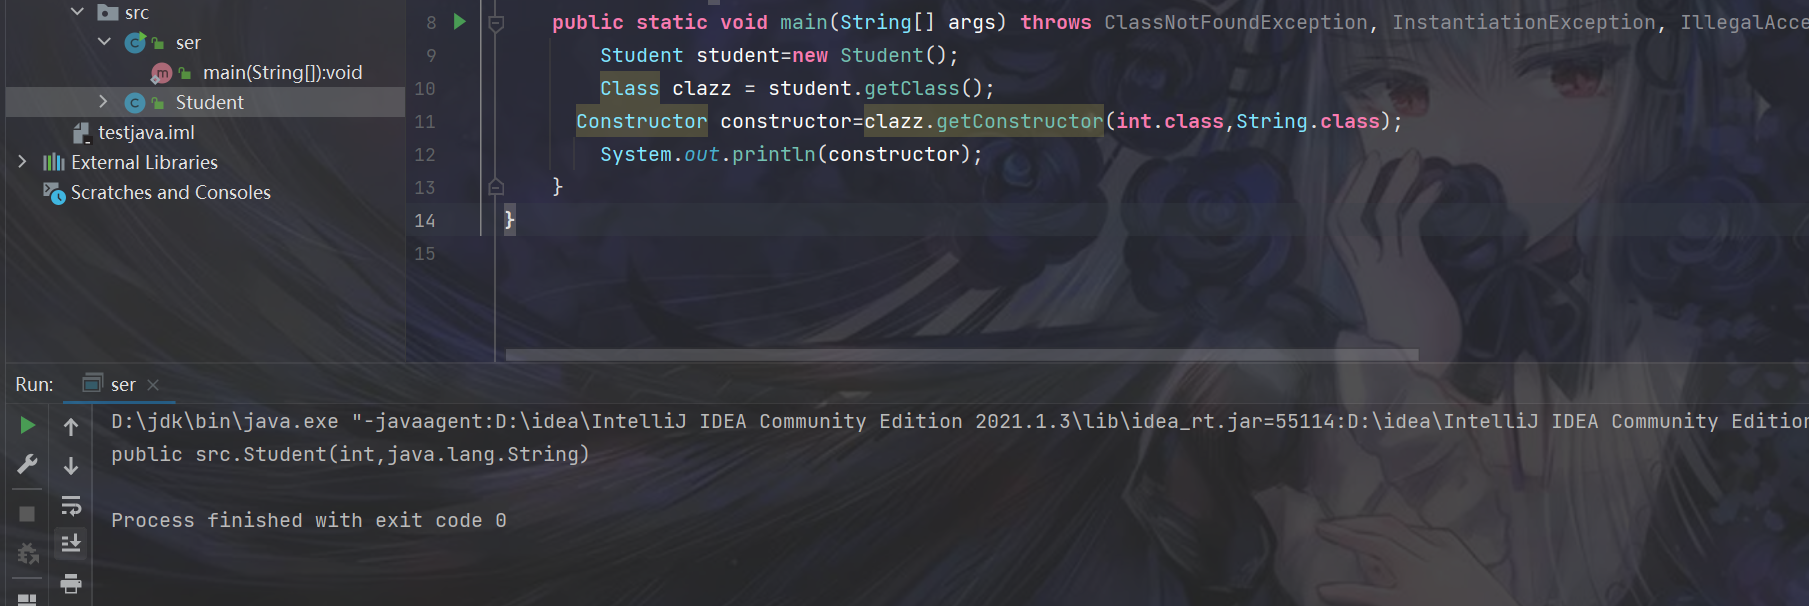 src
ser
main(String[]):void
Student
testjava.iml
External Libraries
Scratches and Consoles
8 public static void main(String[] args) throws ClassNotFoundException, InstantiationException, IllegalAcce
9 Student student=new Student();
10 Class clazz = student.getClass();
11 Constructor constructor=clazz.getConstructor(int.class,String.class);
12 System.out.println(constructor);
13 }
14 }
15
Run: ser
D:\jdk\bin\java.exe "-javaagent:D:\idea\IntelliJ IDEA Community Edition 2021.1.3\lib\idea_rt.jar=55114:D:\idea\IntelliJ IDEA Community Edition
public src.Student(int,java.lang.String)
Process finished with exit code 0